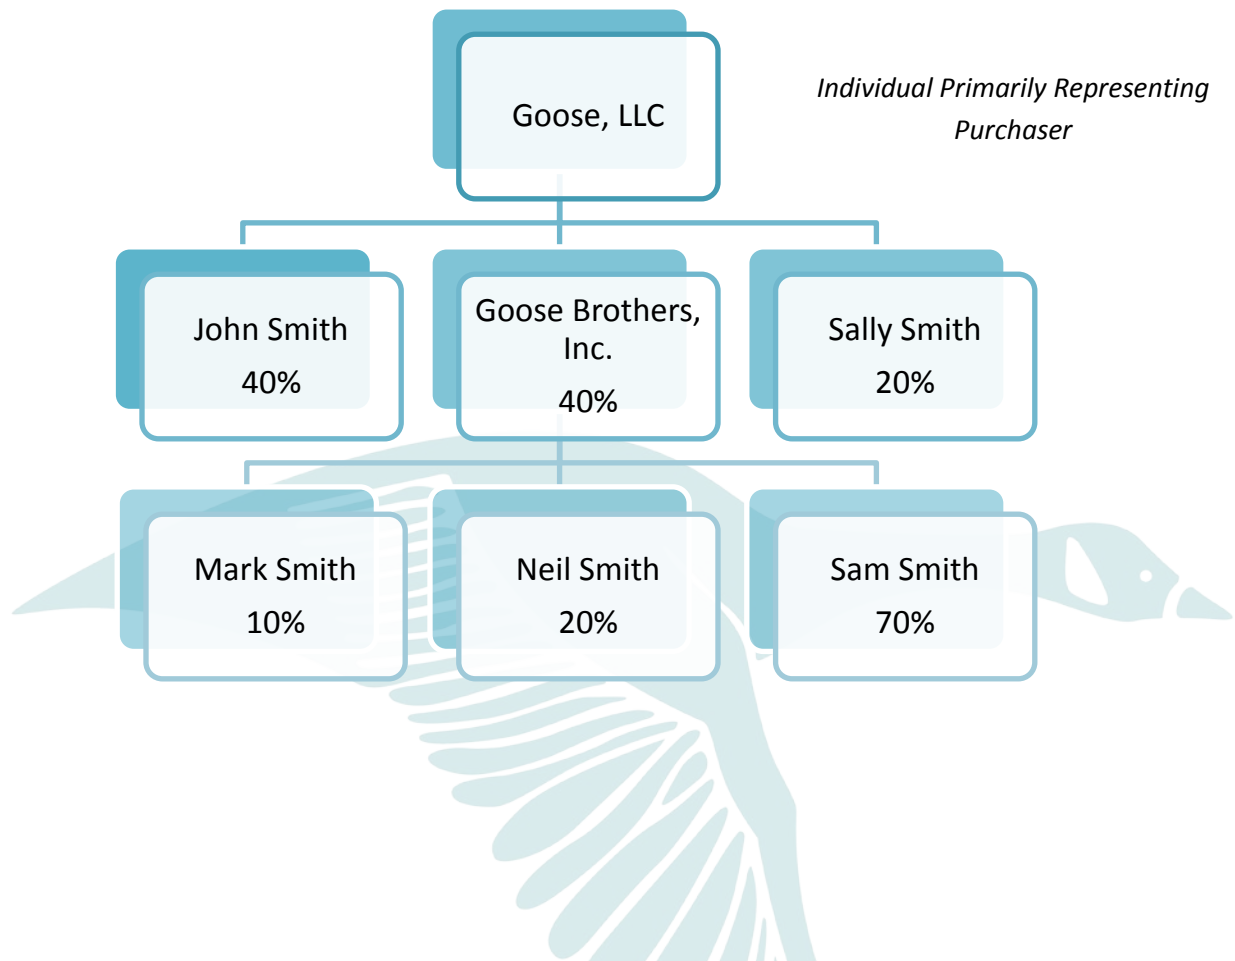 Goose, LLC
Individual Primarily Representing
Purchaser
John Smith
40%
Goose Brothers,
Inc.
40%
Sally Smith
20%
Mark Smith
10%
Neil Smith
20%
Sam Smith
70%